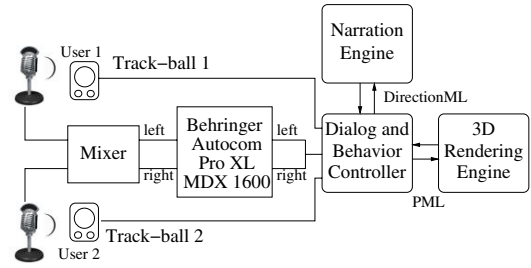 User 1
Track-ball 1
Narration
Engine
DirectionML
Mixer
left
right
Behringer
Autocom
Pro XL
MDX 1600
left
right
Dialog and
Behavior
Controller
3D
Rendering
Engine
PML
Track-ball 2
User 2